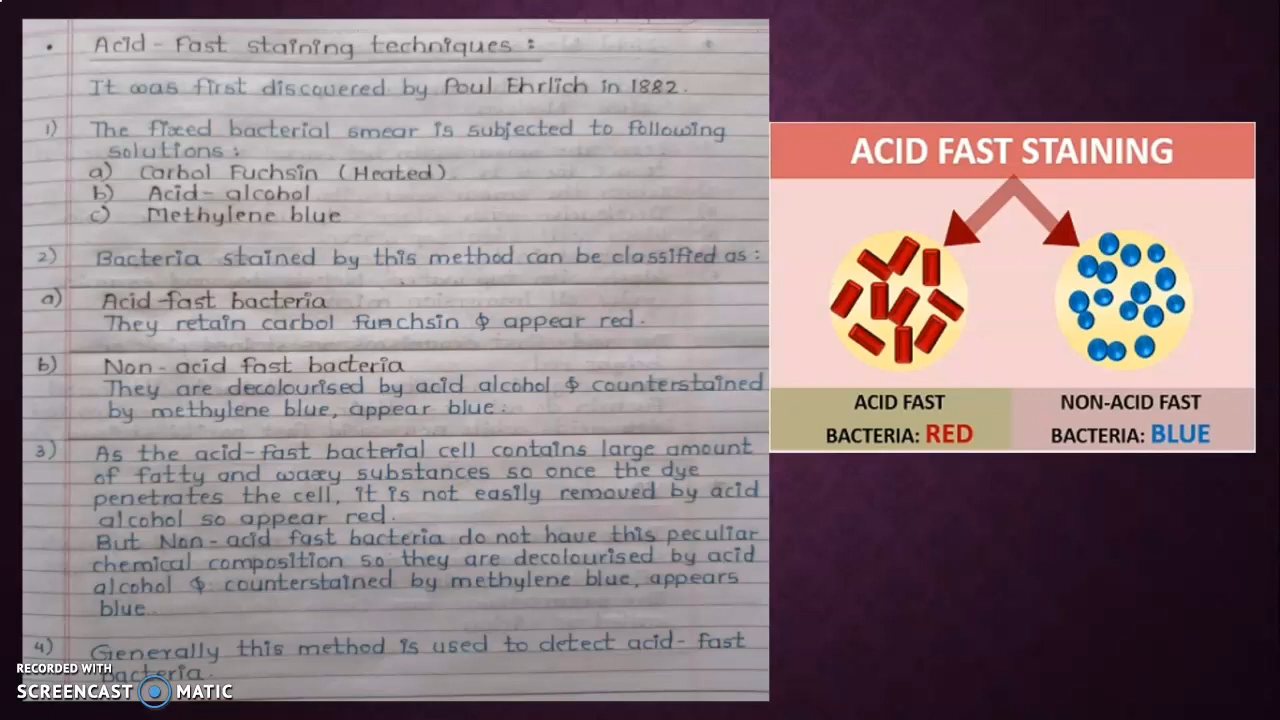 • Acid - Fast staining techniques :
It was first discovered by Poul Ehrlich in 1882.
1) The fixed bacterial smear is subjected to following
solutions :
a) Carbol Fuchsin (Heated)
b) Acid- alcohol
c) Methylene blue
2) Bacteria stained by this method can be classified as :
a) Acid-fast bacteria
They retain carbol funchsin & appear red.
b) Non-acid fast bacteria
They are decolourised by acid alcohol & counterstained
by methylene blue, appear blue.
3) As the acid-fast bacterial cell contains large amount
of fatty and waxy substances so once the dye
penetrates the cell, it is not easily removed by acid
alcohol so appear red.
But Non-acid fast bacteria do not have this peculiar
chemical composition so they are decolourised by acid
alcohol & counterstained by methylene blue, appears
blue.
4) Generally this method is used to detect acid-fast
Bacteria.
RECORDED WITH
SCREENCAST MATIC
ACID FAST STAINING
ACID FAST
BACTERIA: RED
NON-ACID FAST
BACTERIA: BLUE